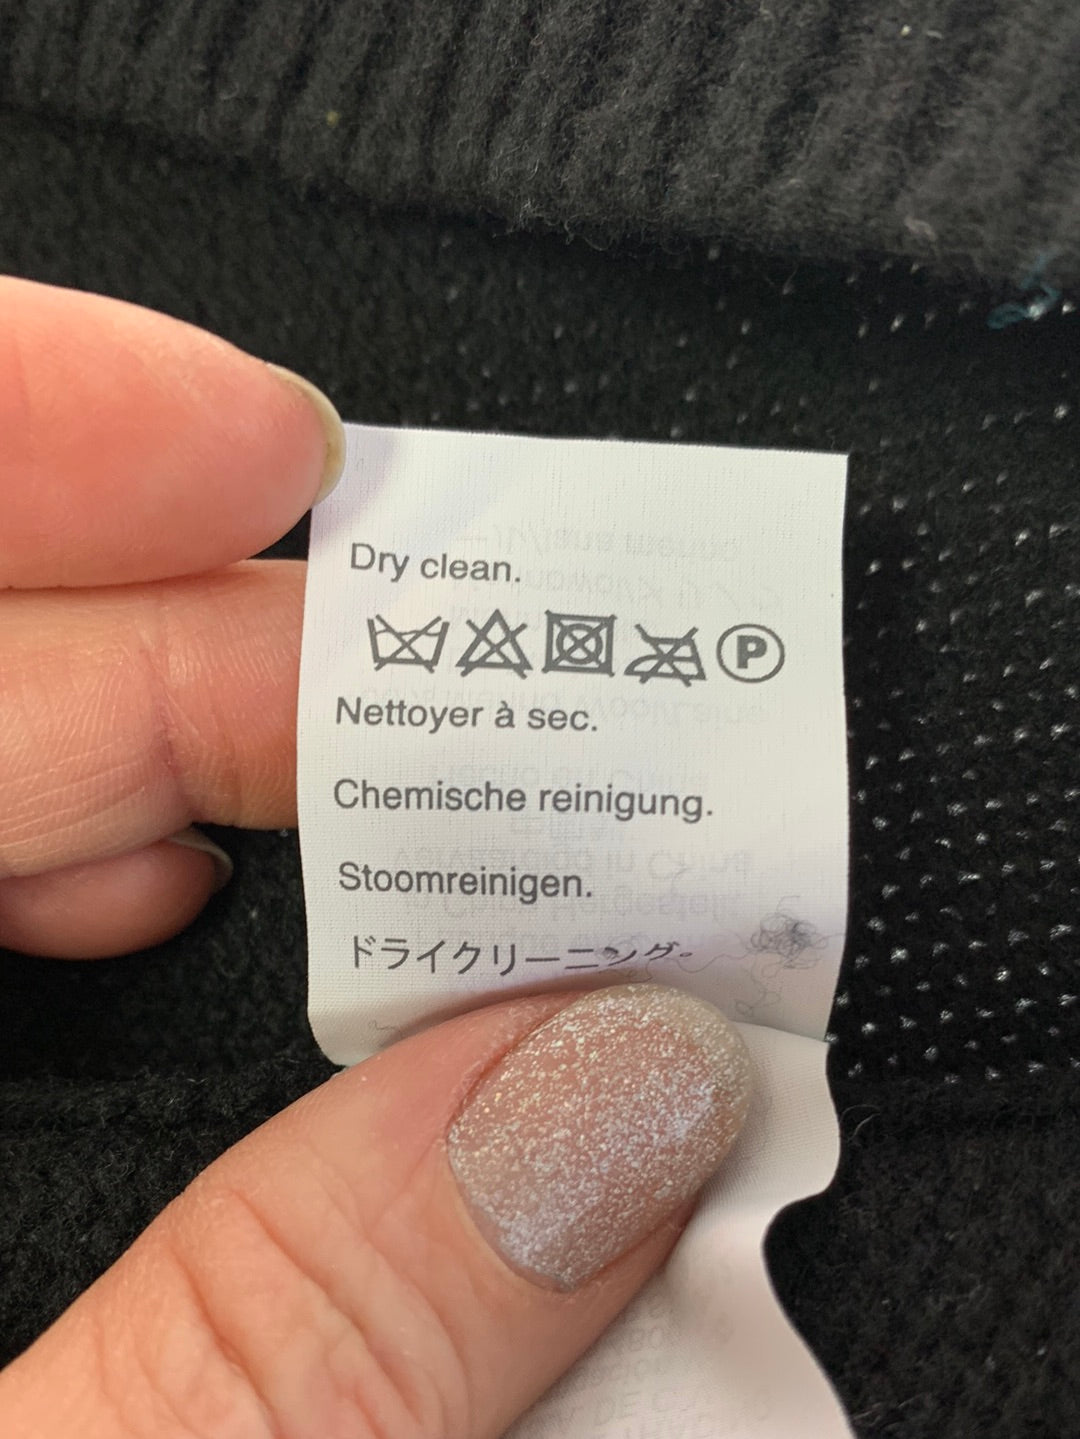 Dry clean.
P
Nettoyer à sec.
Chemische reinigung.
Stoomreinigen.
ドライクリーニング。